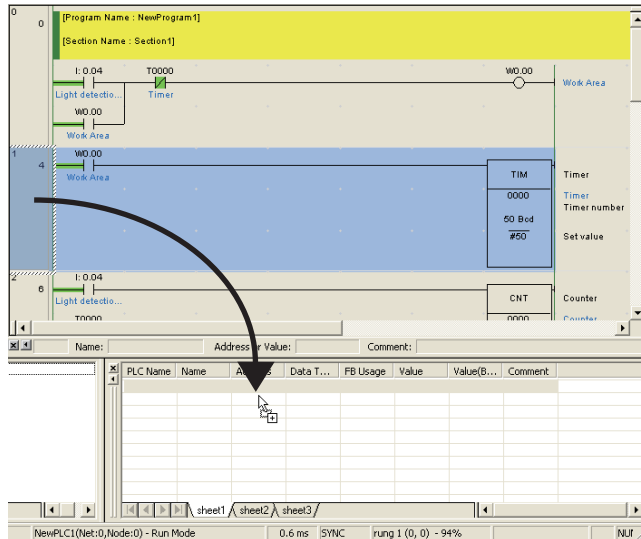 0
0
[Program Name : NewProgram1]
[Section Name : Section1]
I: 0.04 T0000 W0.00
Light detectio... Timer Work Area
W0.00
Work Area
1
4
W0.00
Work Area
TIM Timer
0000 Timer
Timer number
50 Bcd
#50 Set value
2
6
I: 0.04
Light detectio...
CNT Counter
T0000 0000 Counter
Name: Address or Value: Comment:
PLC Name Name Address Data T... FB Usage Value Value(B... Comment
sheet1 sheet2 sheet3
NewPLC1(Net:0,Node:0) - Run Mode 0.6 ms SYNC rung 1 (0, 0) - 94% NUM